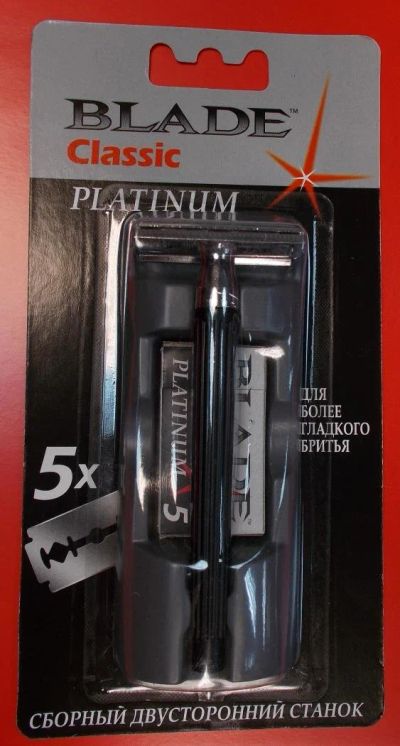 BLADE™
Classic
PLATINUM
BLADE
PLATINUM 5
ДЛЯ
БОЛЕЕ
ГЛАДКОГО
БРИТЬЯ
5x
СБОРНЫЙ ДВУСТОРОННИЙ СТАНОК